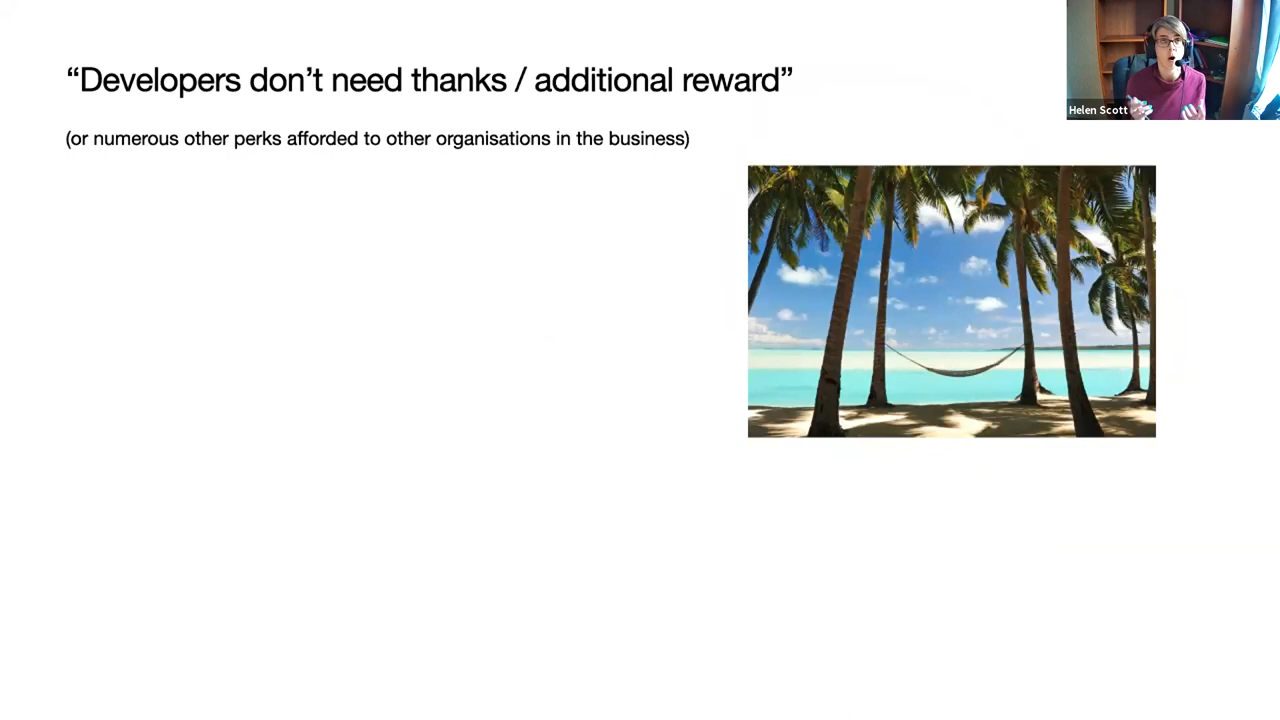 “Developers don’t need thanks / additional reward”
(or numerous other perks afforded to other organisations in the business)
Helen Scott